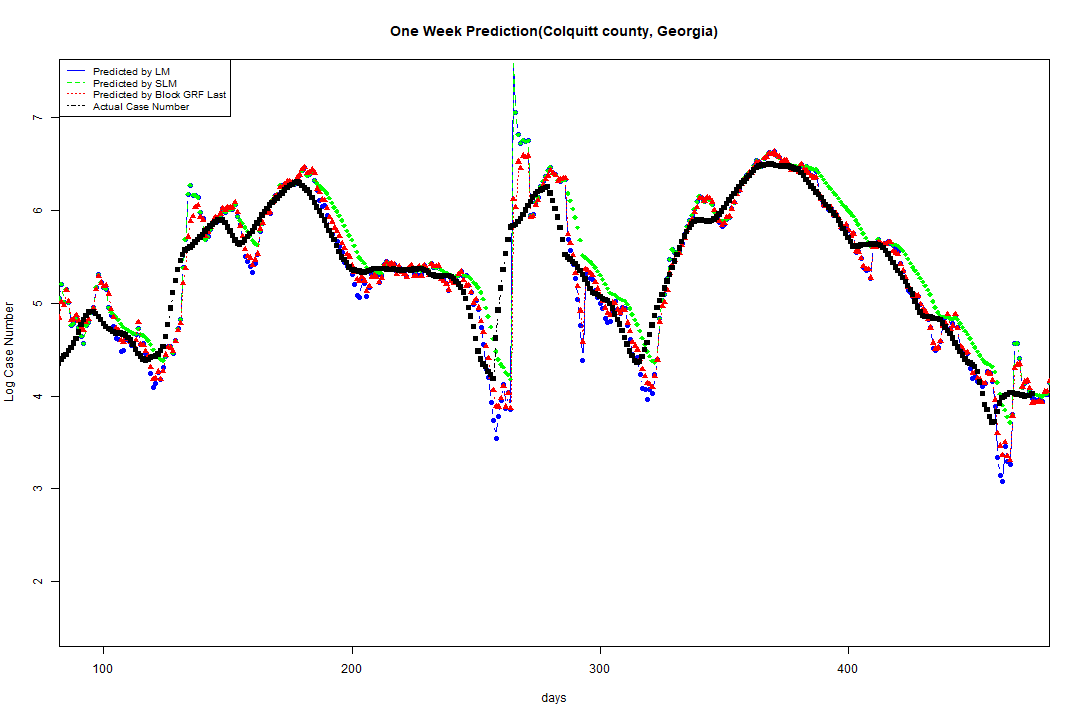 One Week Prediction(Colquitt county, Georgia)
Predicted by LM
Predicted by SLM
Predicted by Block GRF Last
Actual Case Number
7
6
5
4
3
2
Log Case Number
100 200 300 400
days